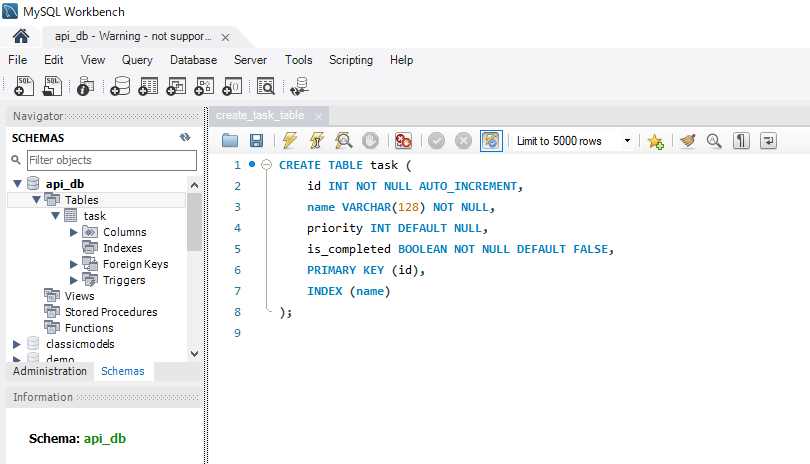 MySQL Workbench
api_db - Warning - not suppor...
File Edit View Query Database Server Tools Scripting Help
SQL SQL
Navigator
create_task_table
SCHEMAS
Limit to 5000 rows
Filter objects
api_db
Tables
task
Columns
Indexes
Foreign Keys
Triggers
Views
Stored Procedures
Functions
classicmodels
demo
Administration Schemas
Information
Schema: api_db
1 CREATE TABLE task (
2 id INT NOT NULL AUTO_INCREMENT,
3 name VARCHAR(128) NOT NULL,
4 priority INT DEFAULT NULL,
5 is_completed BOOLEAN NOT NULL DEFAULT FALSE,
6 PRIMARY KEY (id),
7 INDEX (name)
8 );
9